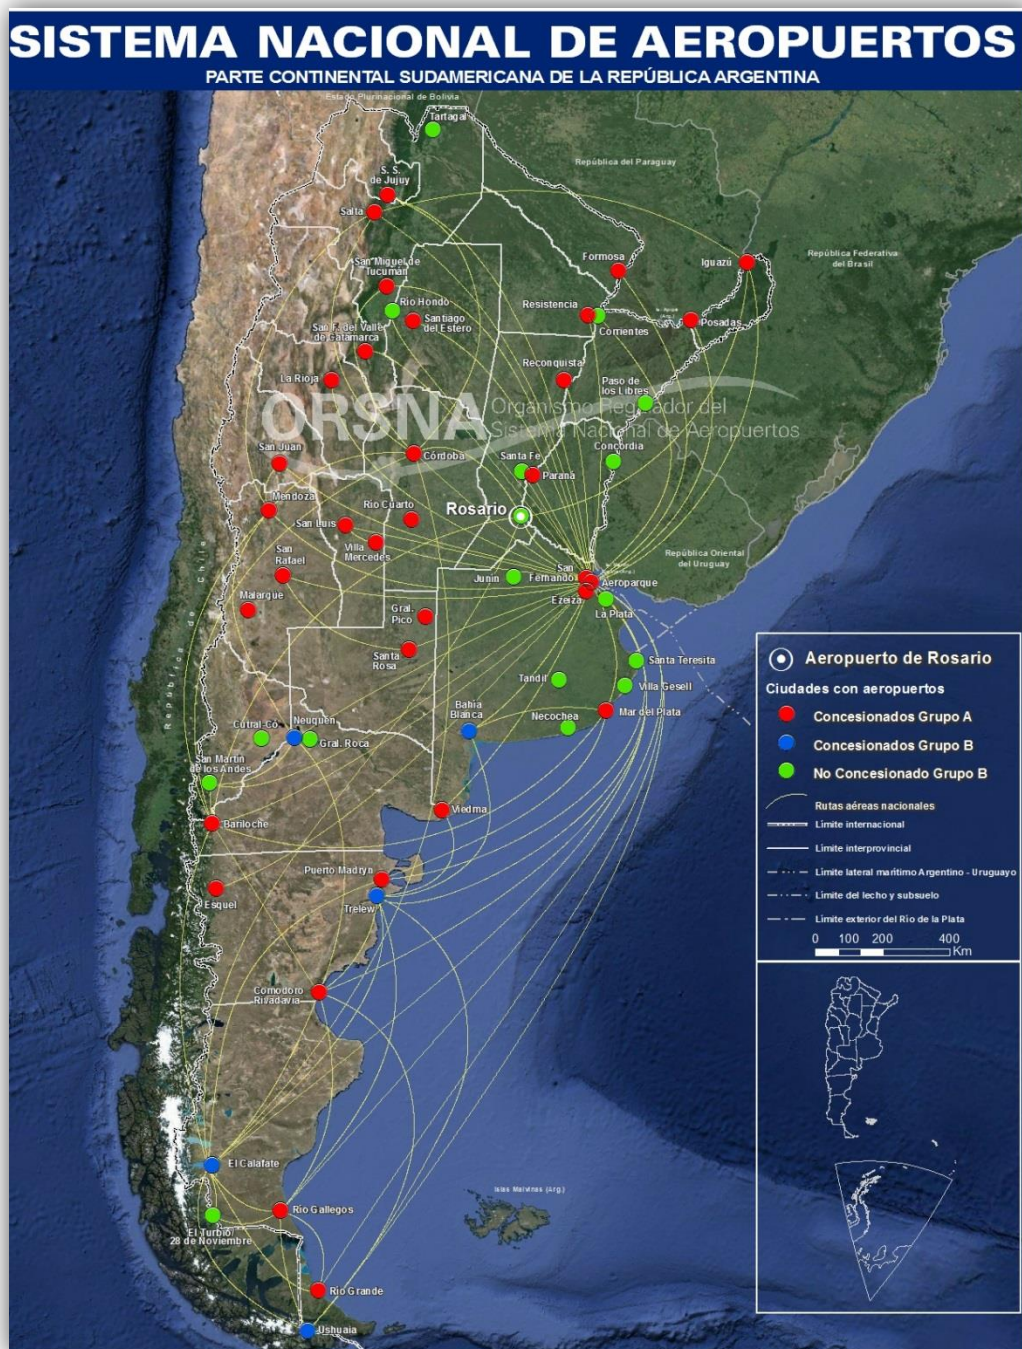 SISTEMA NACIONAL DE AEROPUERTOS
PARTE CONTINENTAL SUDAMERICANA DE LA REPÚBLICA ARGENTINA
Estado Plurinacional de Bolivia
Tartagal
República del Paraguay
S. S.
de Jujuy
Salta
República Federativa
del Brasil
Formosa
Iguazú
San Miguel de
Tucumán
Río Hondo
Resistencia
Santiago
del Estero
Posadas
Corrientes
San F. del Valle
de Catamarca
Reconquista
La Rioja
Paso de
los Libres
ORSNA
Organismo Regulador del
Sistema Nacional de Aeropuertos
San Juan
Córdoba
Concordia
Santa Fe
Paraná
Mendoza
Río Cuarto
Rosario
San Luis
Villa
Mercedes
San
Rafael
República Oriental
del Uruguay
San
Fernando
Junín
Aeroparque
Ezeiza
La Plata
Malargüe
Gral.
Pico
República de Chile
Santa
Rosa
Santa Teresita
Tandil
Villa Gesell
Bahía
Blanca
Necochea
Mar del Plata
Cutral-Có
Neuquén
Gral. Roca
San Martín
de los Andes
Viedma
Bariloche
Puerto Madryn
Esquel
Trelew
Comodoro
Rivadavia
El Calafate
Río Gallegos
Islas Malvinas (Arg.)
El Turbio/
28 de Noviembre
Río Grande
Ushuaia
Aeropuerto de Rosario
Ciudades con aeropuertos
Concesionados Grupo A
Concesionados Grupo B
No Concesionado Grupo B
Rutas aéreas nacionales
Límite internacional
Límite interprovincial
Límite lateral marítimo Argentino - Uruguayo
Límite del lecho y subsuelo
Límite exterior del Río de la Plata
0 100 200 400
Km